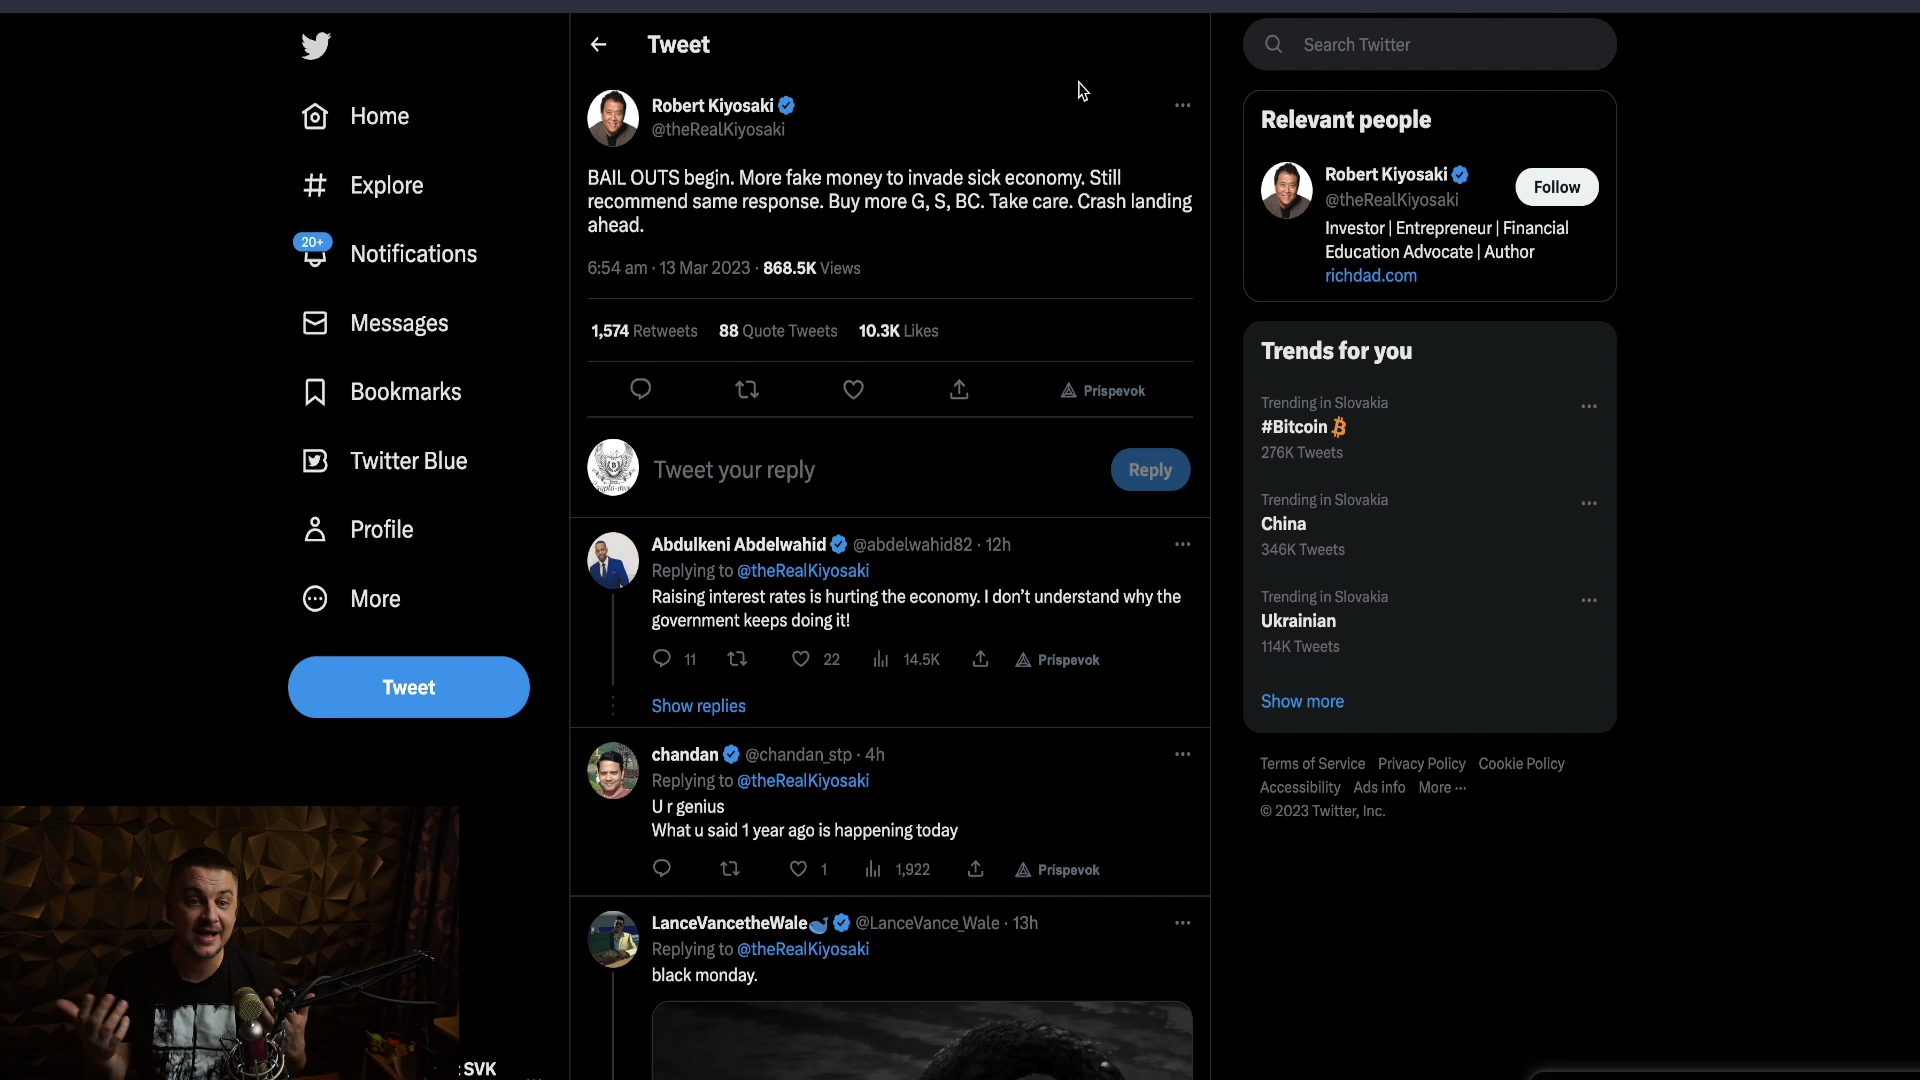 Home
Explore
20+
Notifications
Messages
Bookmarks
Twitter Blue
Profile
More
Tweet
SVK
Tweet
Robert Kiyosaki
@theRealKiyosaki
BAIL OUTS begin. More fake money to invade sick economy. Still
recommend same response. Buy more G, S, BC. Take care. Crash landing
ahead.
6:54 am · 13 Mar 2023 · 868.5K Views
1,574 Retweets 88 Quote Tweets 10.3K Likes
Príspevok
Tweet your reply
Reply
Abdulkeni Abdelwahid @abdelwahid82 · 12h
Replying to @theRealKiyosaki
Raising interest rates is hurting the economy. I don't understand why the
government keeps doing it!
11 22 14.5K Príspevok
Show replies
chandan @chandan_stp · 4h
Replying to @theRealKiyosaki
U r genius
What u said 1 year ago is happening today
1 1,922 Príspevok
LanceVancetheWale @LanceVance_Wale · 13h
Replying to @theRealKiyosaki
black monday.
Search Twitter
Relevant people
Robert Kiyosaki
@theRealKiyosaki
Follow
Investor | Entrepreneur | Financial
Education Advocate | Author
richdad.com
Trends for you
Trending in Slovakia
#Bitcoin
276K Tweets
Trending in Slovakia
China
346K Tweets
Trending in Slovakia
Ukrainian
114K Tweets
Show more
Terms of Service Privacy Policy Cookie Policy
Accessibility Ads info More ···
© 2023 Twitter, Inc.